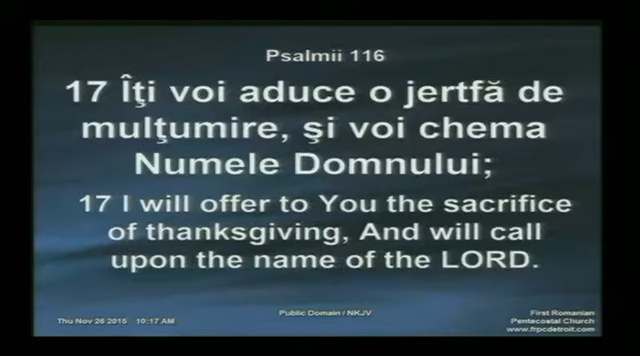 Psalmii 116
17 Îţi voi aduce o jertfă de
mulţumire, şi voi chema
Numele Domnului;
17 I will offer to You the sacrifice
of thanksgiving, And will call
upon the name of the LORD.
Public Domain / NKJV
First Romanian
Thu Nov 26 2015 10:17 AM
Pentecostal Church
www.frpcdetroit.com